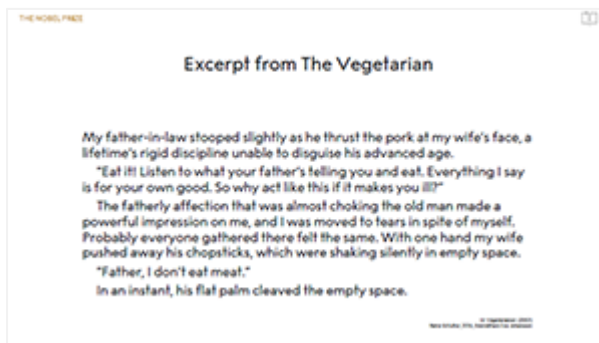 THE NOBEL PRIZE
Excerpt from The Vegetarian
My father-in-law stooped slightly as he thrust the pork at my wife's face, a
lifetime's rigid discipline unable to disguise his advanced age.
"Eat it! Listen to what your father's telling you and eat. Everything I say
is for your own good. So why act like this if it makes you ill?"
The fatherly affection that was almost choking the old man made a
powerful impression on me, and I was moved to tears in spite of myself.
Probably everyone gathered there felt the same. With one hand my wife
pushed away his chopsticks, which were shaking silently in empty space.
"Father, I don't eat meat."
In an instant, his flat palm cleaved the empty space.